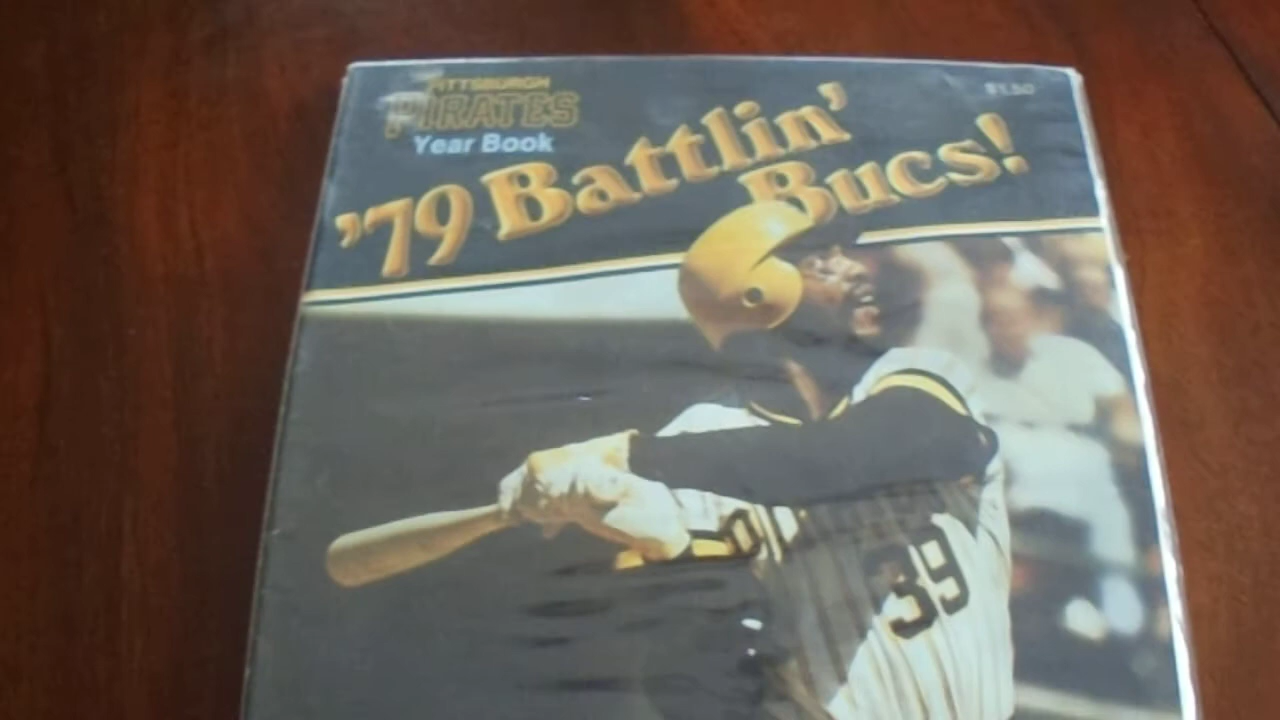 PITTSBURGH
PIRATES
Year Book
$1.50
'79 Battlin'
Bucs!
39